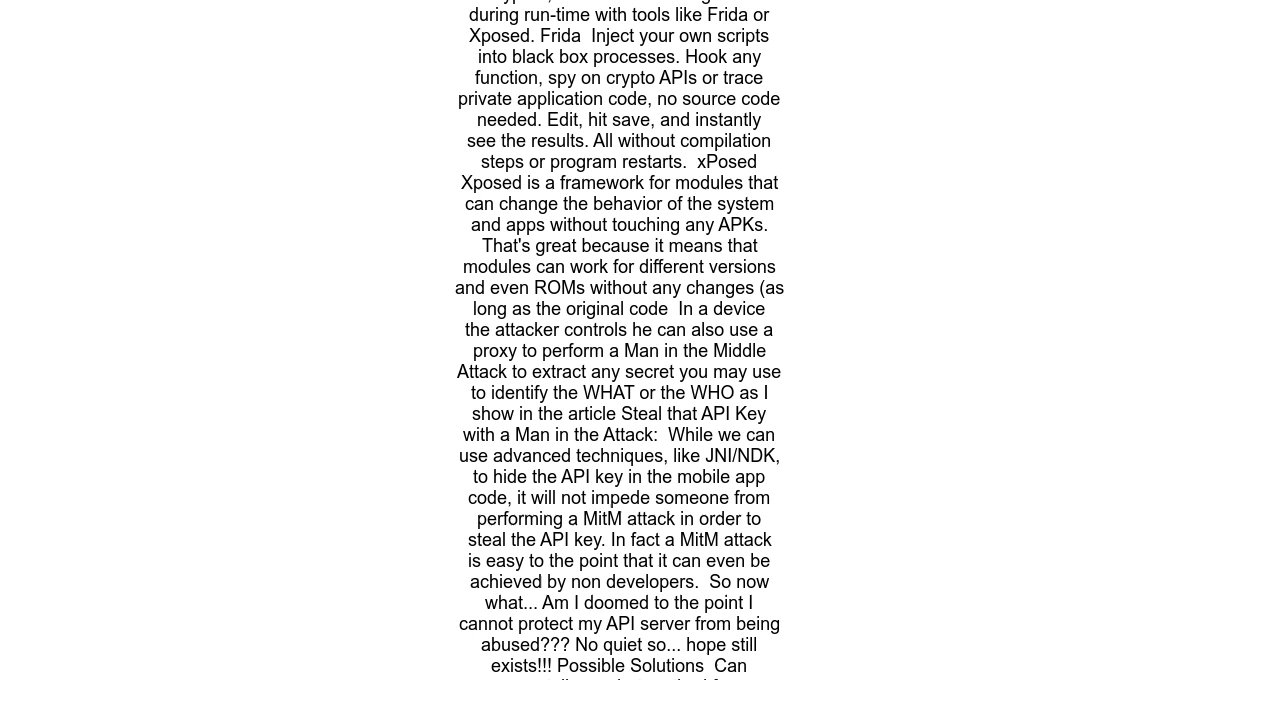 during run-time with tools like Frida or
Xposed. Frida  Inject your own scripts
into black box processes. Hook any
function, spy on crypto APIs or trace
private application code, no source code
needed. Edit, hit save, and instantly
see the results. All without compilation
steps or program restarts.  xPosed
Xposed is a framework for modules that
can change the behavior of the system
and apps without touching any APKs.
That's great because it means that
modules can work for different versions
and even ROMs without any changes (as
long as the original code  In a device
the attacker controls he can also use a
proxy to perform a Man in the Middle
Attack to extract any secret you may use
to identify the WHAT or the WHO as I
show in the article Steal that API Key
with a Man in the Attack:  While we can
use advanced techniques, like JNI/NDK,
to hide the API key in the mobile app
code, it will not impede someone from
performing a MitM attack in order to
steal the API key. In fact a MitM attack
is easy to the point that it can even be
achieved by non developers.  So now
what... Am I doomed to the point I
cannot protect my API server from being
abused??? No quiet so... hope still
exists!!! Possible Solutions  Can